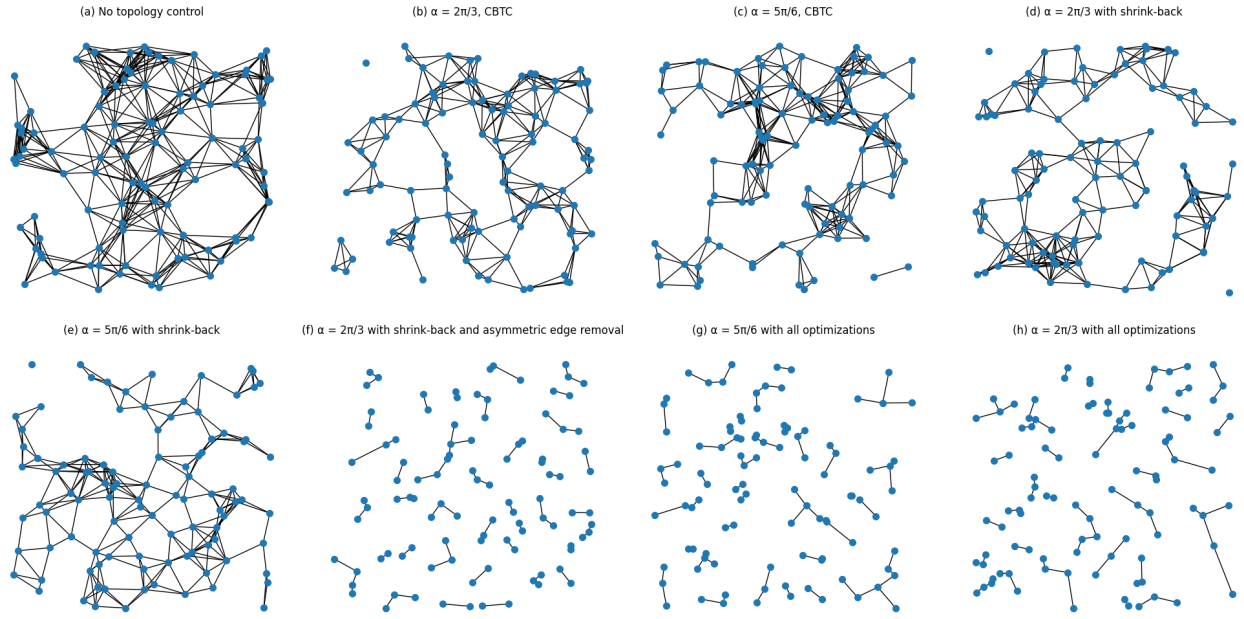 (a) No topology control
(b) α = 2π/3, CBTC
(c) α = 5π/6, CBTC
(d) α = 2π/3 with shrink-back
(e) α = 5π/6 with shrink-back
(f) α = 2π/3 with shrink-back and asymmetric edge removal
(g) α = 5π/6 with all optimizations
(h) α = 2π/3 with all optimizations